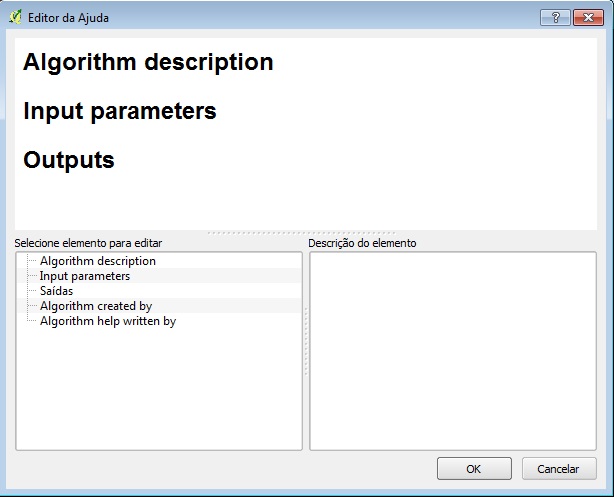 Editor da Ajuda
?
Algorithm description
Input parameters
Outputs
Selecione elemento para editar
Descrição do elemento
Algorithm description
Input parameters
Saídas
Algorithm created by
Algorithm help written by
OK
Cancelar